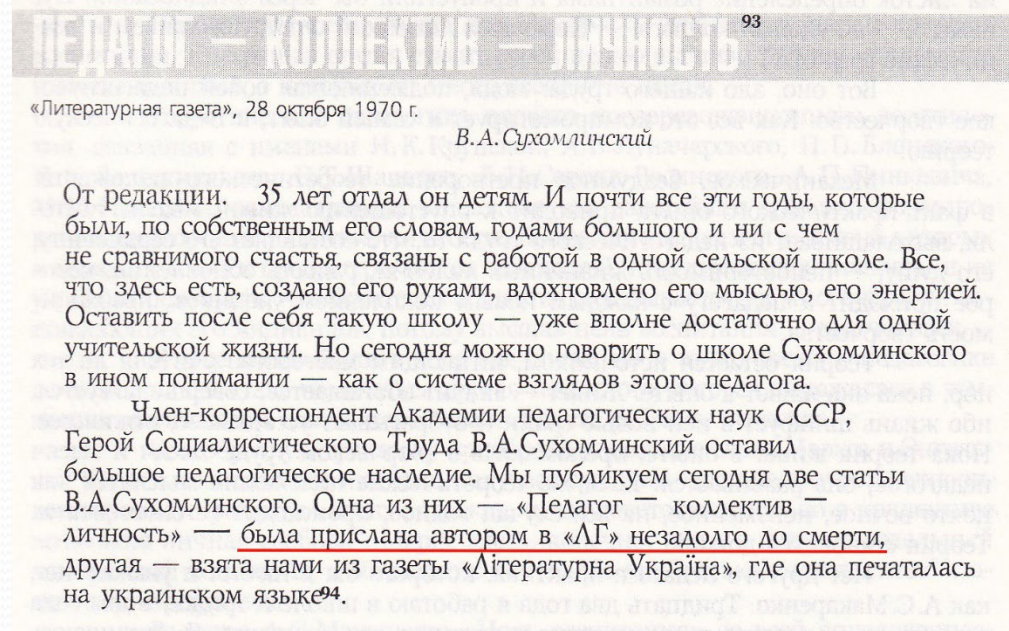 ПЕДАГОГ — КОЛЛЕКТИВ — ЛИЧНОСТЬ 93
«Литературная газета», 28 октября 1970 г.
В.А.Сухомлинский
От редакции. 35 лет отдал он детям. И почти все эти годы, которые
были, по собственным его словам, годами большого и ни с чем
не сравнимого счастья, связаны с работой в одной сельской школе. Все,
что здесь есть, создано его руками, вдохновлено его мыслью, его энергией.
Оставить после себя такую школу — уже вполне достаточно для одной
учительской жизни. Но сегодня можно говорить о школе Сухомлинского
в ином понимании — как о системе взглядов этого педагога.
Член-корреспондент Академии педагогических наук СССР,
Герой Социалистического Труда В.А.Сухомлинский оставил
большое педагогическое наследие. Мы публикуем сегодня две статьи
В.А.Сухомлинского. Одна из них — «Педагог — коллектив —
личность» — была прислана автором в «ЛГ» незадолго до смерти,
другая — взята нами из газеты «Літературна Україна», где она печаталась
на украинском языке94.